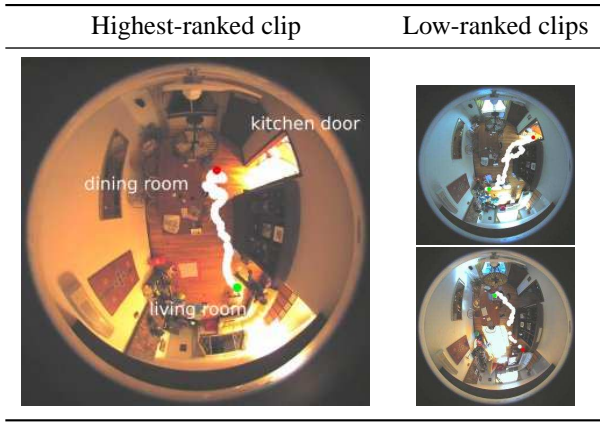 Highest-ranked clip
Low-ranked clips
kitchen door
dining room
living room